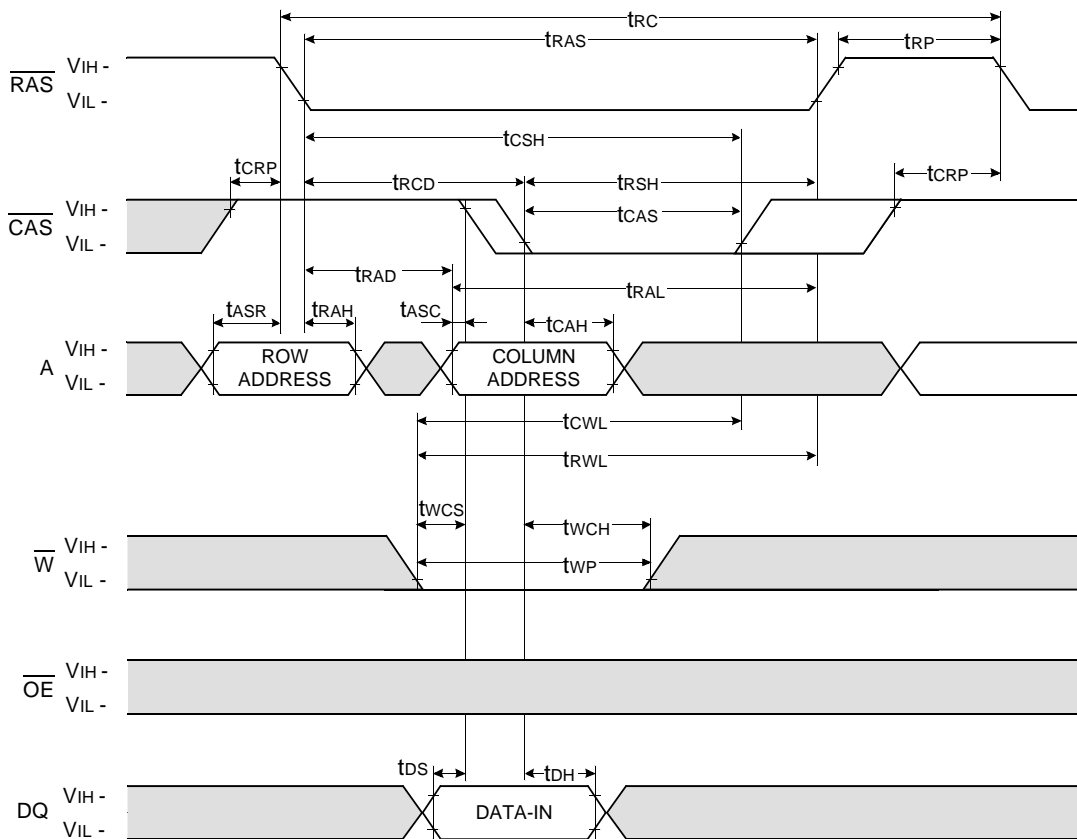 tRC
tRAS
tRP
RAS
VIH -
VIL -
tCSH
tCRP
tRCD
tRSH
tCRP
CAS
VIH -
VIL -
tCAS
tRAD
tRAL
tASR
tRAH
tASC
tCAH
A
VIH -
VIL -
ROW
ADDRESS
COLUMN
ADDRESS
tCWL
tRWL
tWCS
tWCH
W
VIH -
VIL -
tWP
OE
VIH -
VIL -
tDS
tDH
DQ
VIH -
VIL -
DATA-IN